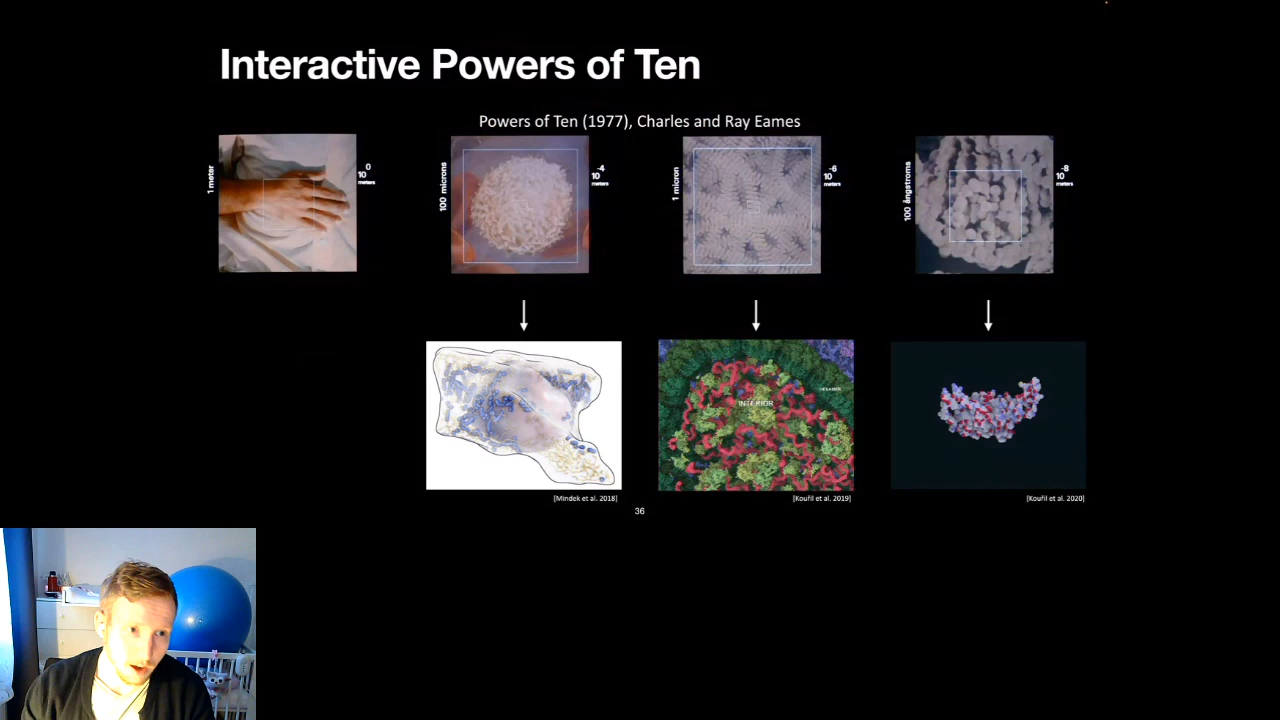 Interactive Powers of Ten
Powers of Ten (1977), Charles and Ray Eames
1 meter
10 0
meters
100 microns
10 -4
meters
1 micron
10 -6
meters
100 ångstroms
10 -8
meters
INTERIOR
HEXAMER
[Mindek et al. 2018]
[Kouřil et al. 2019]
[Kouřil et al. 2020]
36